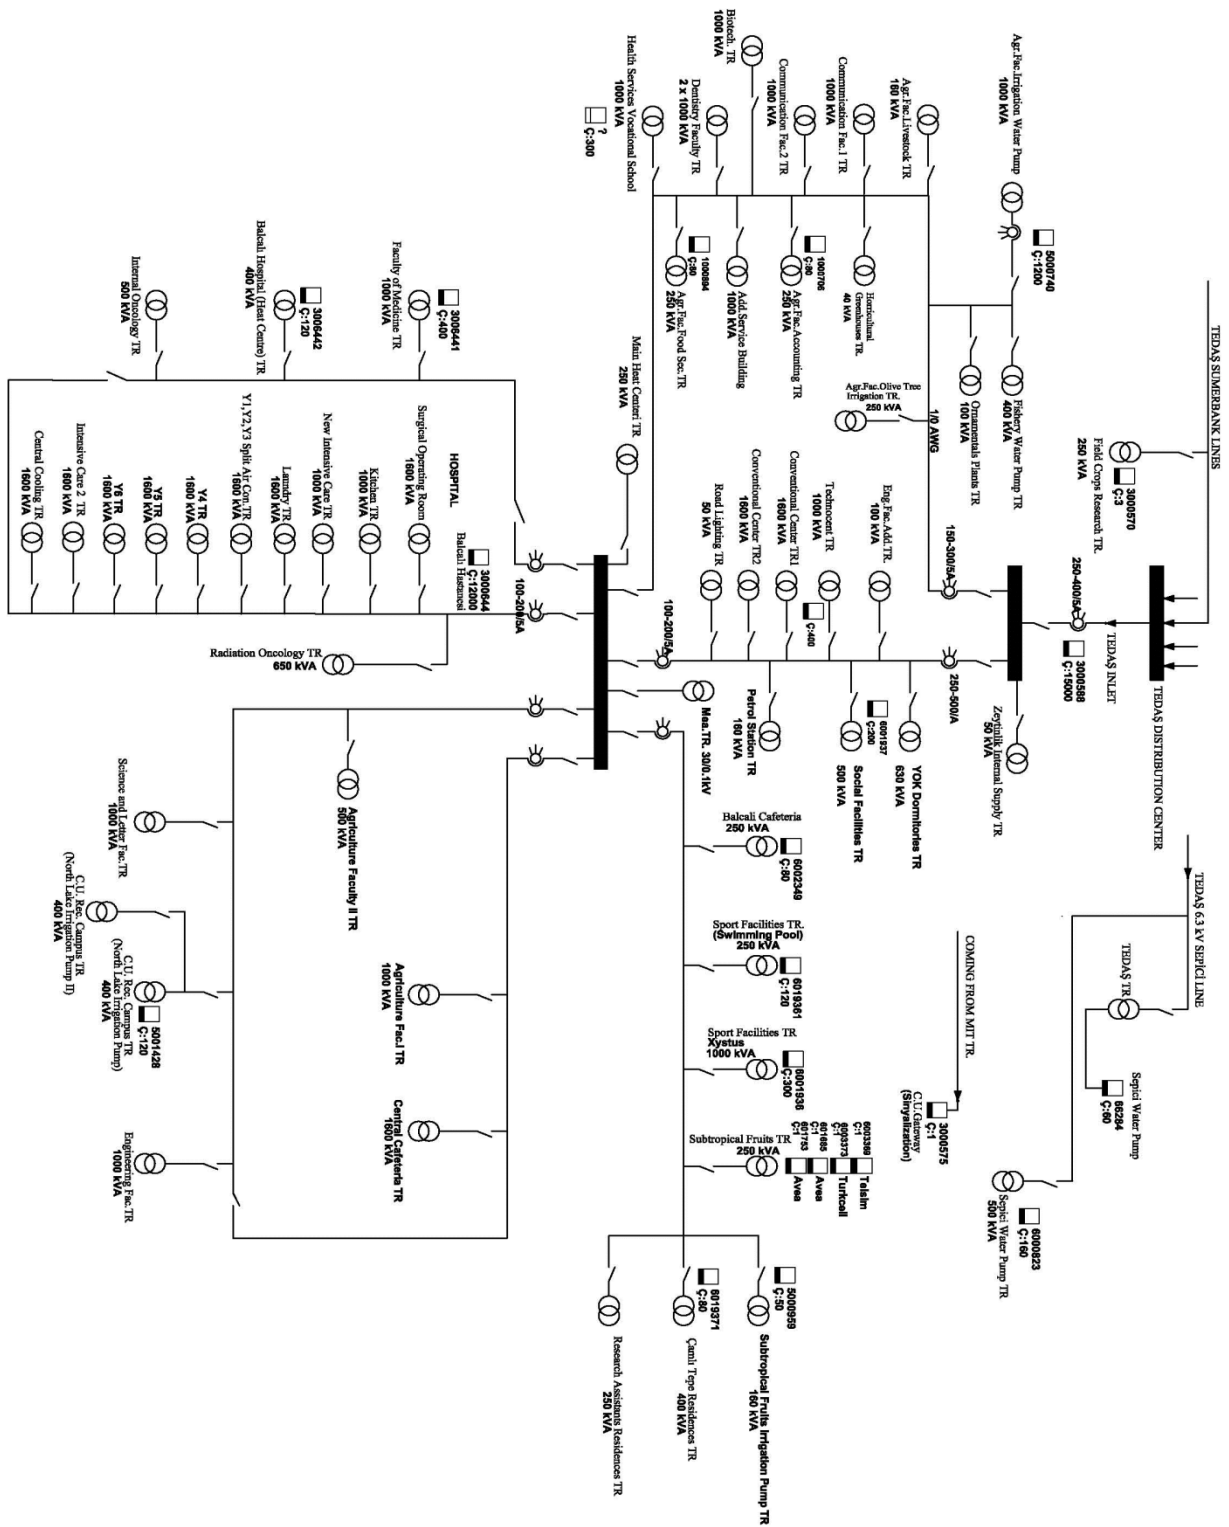 TEDAŞ SUMERBANK LINES
Field Crops Research TR.
250 kVA
3000570
Ç:3
TEDAŞ DISTRIBUTION CENTER
TEDAŞ INLET
250-400/5A
3000588
Ç:15000
TEDAŞ 6.3 kV SEPİCİ LINE
TEDAŞ TR
66284
Ç:60
Sepici Water Pump
Sepici Water Pump TR
500 kVA
6000823
Ç:160
COMING FROM MIT TR.
3000575
Ç:1
C.U.Gateway
(Sinyalization)
Zeytinlik Internal Supply TR
50 kVA
150-300/5A
250-500/A
Agr.Fac.Irrigation Water Pump
1000 kVA
5000740
Ç:1200
Fishery Water Pump TR
400 kVA
Ornamentals Plants TR
100 kVA
1/0 AWG
Agr.Fac.Olive Tree
Irrigation TR.
250 kVA
Agr.Fac.Livestock TR
160 kVA
Communication Fac.1 TR
1000 kVA
Horricultural
Greenhouses TR.
40 kVA
Communication Fac.2 TR
1000 kVA
1000706
Ç:80
Agr.Fac.Accounting TR
250 kVA
Biotech. TR
1000 kVA
Add.Service Building
1000 kVA
Dentistry Faculty TR
2 x 1000 kVA
1000894
Ç:80
Agr.Fac.Food Sec.TR
250 kVA
Health Services Vocational School
1000 kVA
?
Ç:300
Main Heat Centeri TR
250 kVA
YOK Dormitories TR
630 kVA
Eng.Fac.Add.TR.
100 kVA
6001937
Ç:200
Social Facilities TR
500 kVA
Technocent TR
1000 kVA
Ç:400
Conventional Center TR1
1600 kVA
Petrol Station TR
160 kVA
Conventional Center TR2
1600 kVA
Road Lighting TR
50 kVA
100-200/5A
Mea.TR. 30/0.1kV
100-200/5A
HOSPITAL
3000644
Ç:12000
Balcalı Hastanesi
Faculty of Medicine TR
1000 kVA
3006441
Ç:400
Balcalı Hospital (Heat Centre) TR
400 kVA
3006442
Ç:120
Internal Oncology TR
500 kVA
Surgical Operating Room
1600 kVA
Kitchen TR
1000 kVA
Laundry TR
1600 kVA
New Intensive Care TR
1000 kVA
Y1,Y2,Y3 Split Air Con.TR
1600 kVA
Y4 TR
1600 kVA
Y5 TR
1600 kVA
Y6 TR
1600 kVA
Intensive Care 2 TR
1600 kVA
Central Cooling TR
1600 kVA
Radiation Oncology TR
650 kVA
Balcali Cafeteria
250 kVA
6002349
Ç:80
Sport Facilities TR.
(Swimming Pool)
250 kVA
6019361
Ç:120
Sport Facilities TR
Xystus
1000 kVA
6001936
Ç:300
Subtropical Fruits TR
250 kVA
6003369
Ç:1
Telsim
6003373
Ç:1
Turkcell
601685
Ç:1
Avea
601753
Ç:1
Avea
5000959
Ç:50
Subtropical Fruits Irrigation Pump TR
160 kVA
6019371
Ç:80
Çamlı Tepe Residences TR
400 kVA
Research Assistants Residences TR
250 kVA
Agriculture Faculty II TR
500 kVA
Science and Letter Fac.TR
1000 kVA
C.U. Rec. Campus TR
(North Lake Irrigation Pump II)
400 kVA
C.U. Rec. Campus TR
(North Lake Irrigation Pump)
400 kVA
5001428
Ç:120
Engineering Fac.TR
1000 kVA
Agriculture Fac.I TR
1000 kVA
Central Cafeteria TR
1600 kVA